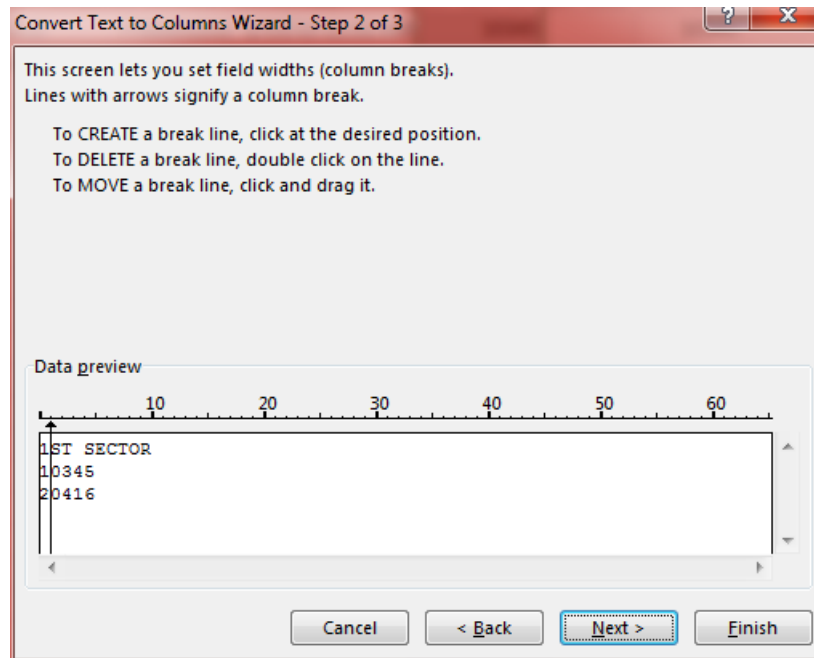 Convert Text to Columns Wizard - Step 2 of 3
? X
This screen lets you set field widths (column breaks).
Lines with arrows signify a column break.
To CREATE a break line, click at the desired position.
To DELETE a break line, double click on the line.
To MOVE a break line, click and drag it.
Data preview
10 20 30 40 50 60
1ST SECTOR
10345
20416
Cancel < Back Next > Finish